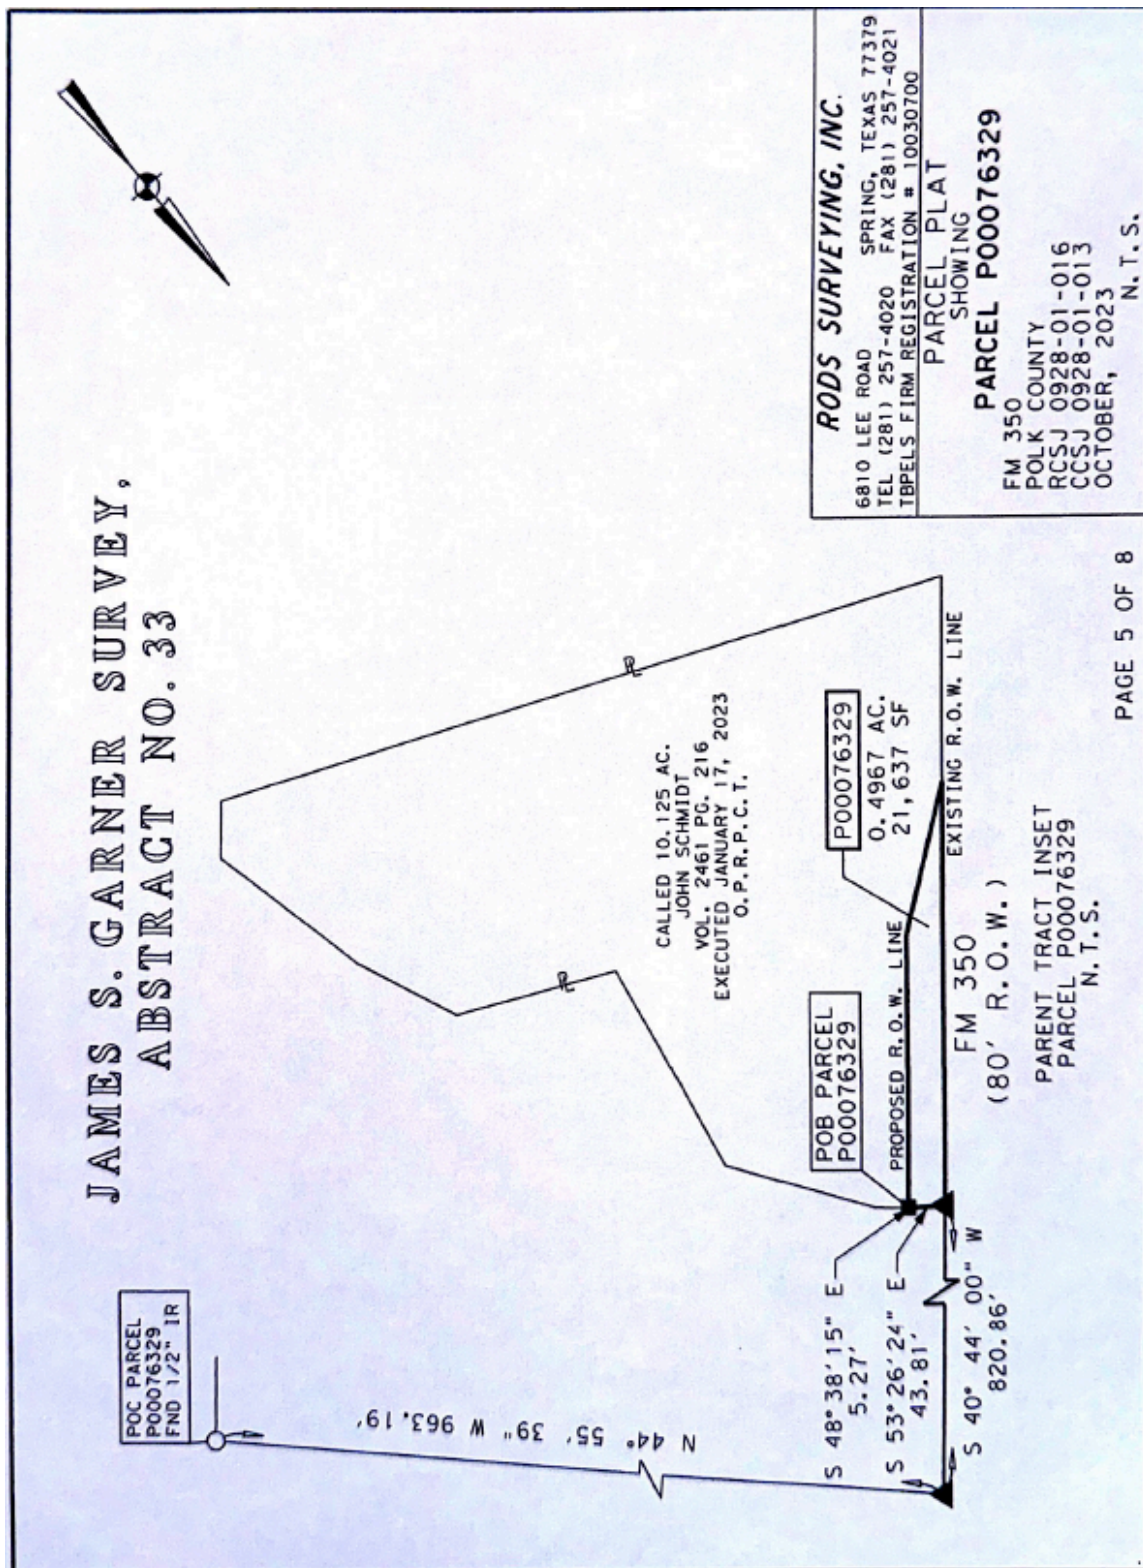 JAMES S. GARNER SURVEY,
ABSTRACT NO. 33
POC PARCEL
P00076329
FND 1/2" IR
N 44° 55' 39" W 963.19'
CALLED 10.125 AC.
JOHN SCHMIDT
VOL. 2461 PG. 216
EXECUTED JANUARY 17, 2023
O.P.R.P.C.T.
PL
PL
POB PARCEL
P00076329
P00076329
0.4967 AC.
21,637 SF
S 48°38'15" E
5.27'
PROPOSED R.O.W. LINE
S 53°26'24" E
43.81'
EXISTING R.O.W. LINE
S 40° 44' 00" W
820.86'
FM 350
(80' R.O.W.)
PARENT TRACT INSET
PARCEL P00076329
N.T.S.
PAGE 5 OF 8
RODS SURVEYING, INC.
6810 LEE ROAD SPRING, TEXAS 77379
TEL (281) 257-4020 FAX (281) 257-4021
TBPELS FIRM REGISTRATION # 10030700
PARCEL PLAT
SHOWING
PARCEL P00076329
FM 350
POLK COUNTY
RCSJ 0928-01-016
CCSJ 0928-01-013
OCTOBER, 2023
N.T.S.